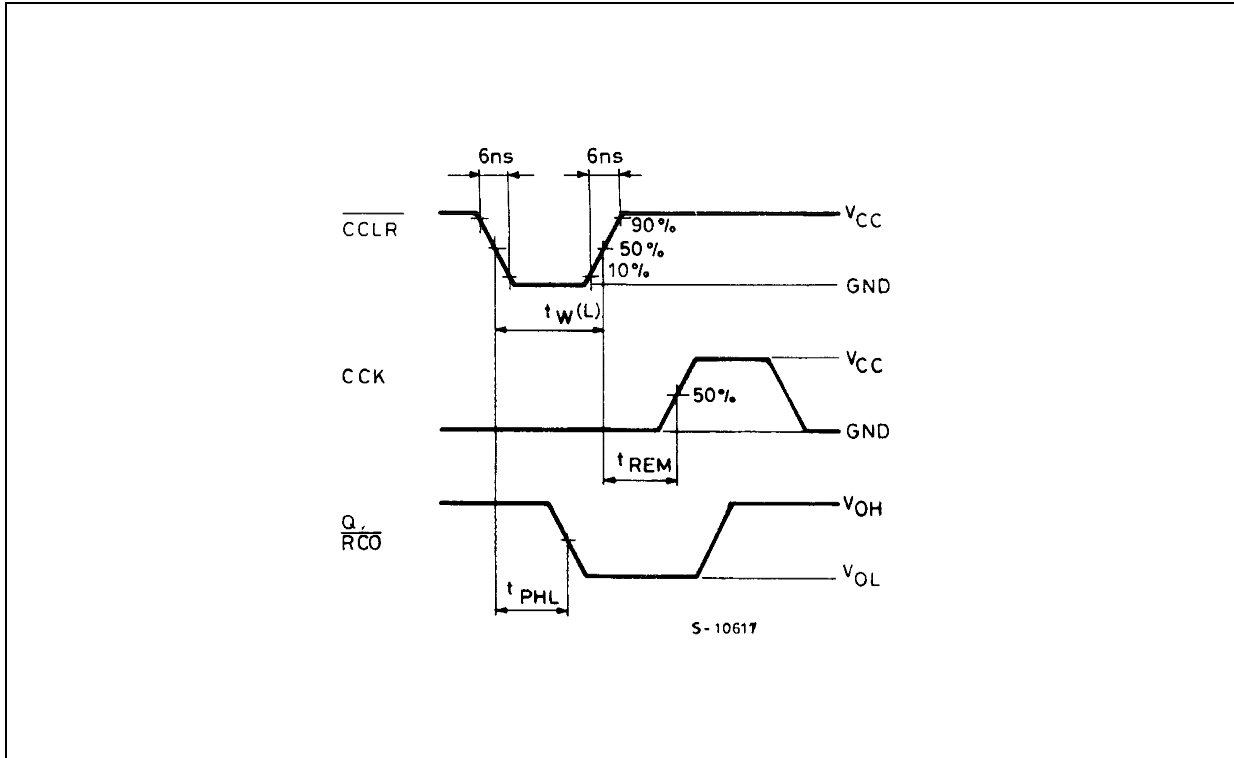 6ns 6ns
CCLR VCC
90%
50%
10%
GND
tW(L)
CCK VCC
50%
GND
tREM
Q, VOH
RCO
VOL
tPHL
S-10617